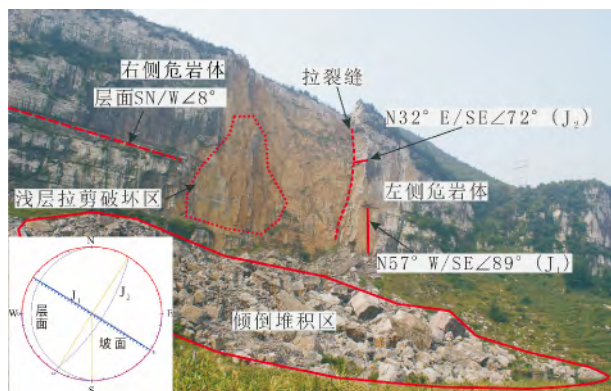 右侧危岩体
层面SN/W∠8°
拉裂缝
N32° E/SE∠72° (J₂)
浅层拉剪破坏区
左侧危岩体
N57° W/SE∠89° (J₁)
倾倒堆积区
N
J₁
J₂
W
E
层面
坡面
S